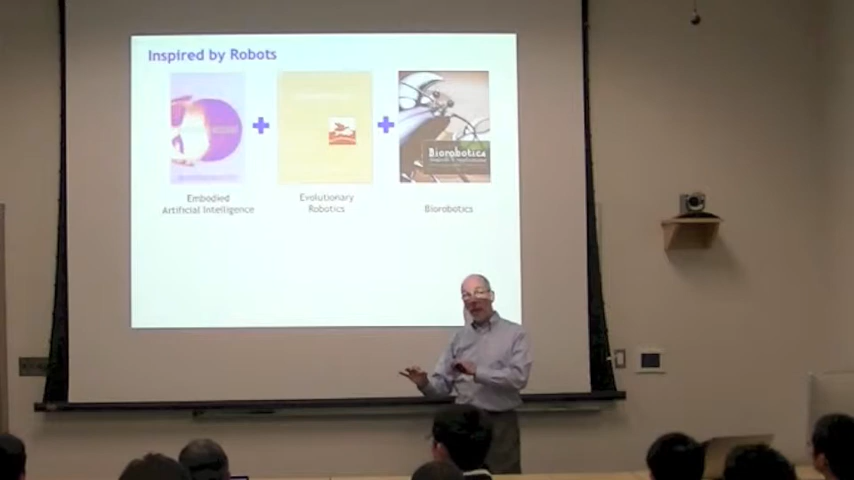 Inspired by Robots
Biorobotics
Embodied
Artificial Intelligence
Evolutionary
Robotics
Biorobotics